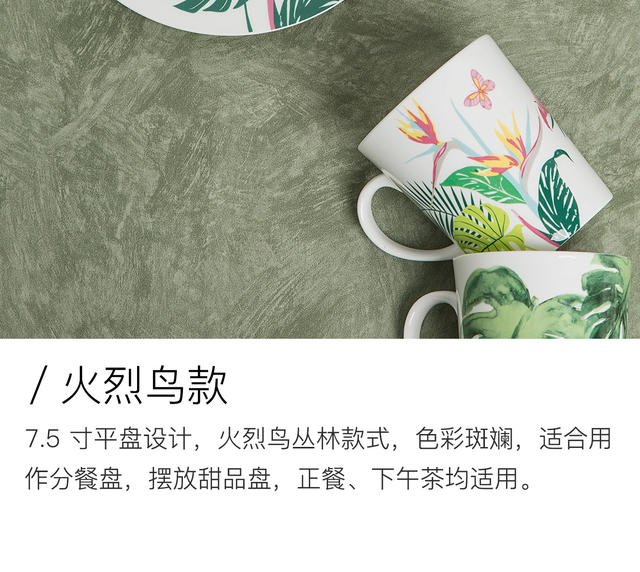 / 火烈鸟款
7.5 寸平盘设计，火烈鸟丛林款式，色彩斑斓，适合用
作分餐盘，摆放甜品盘，正餐、下午茶均适用。